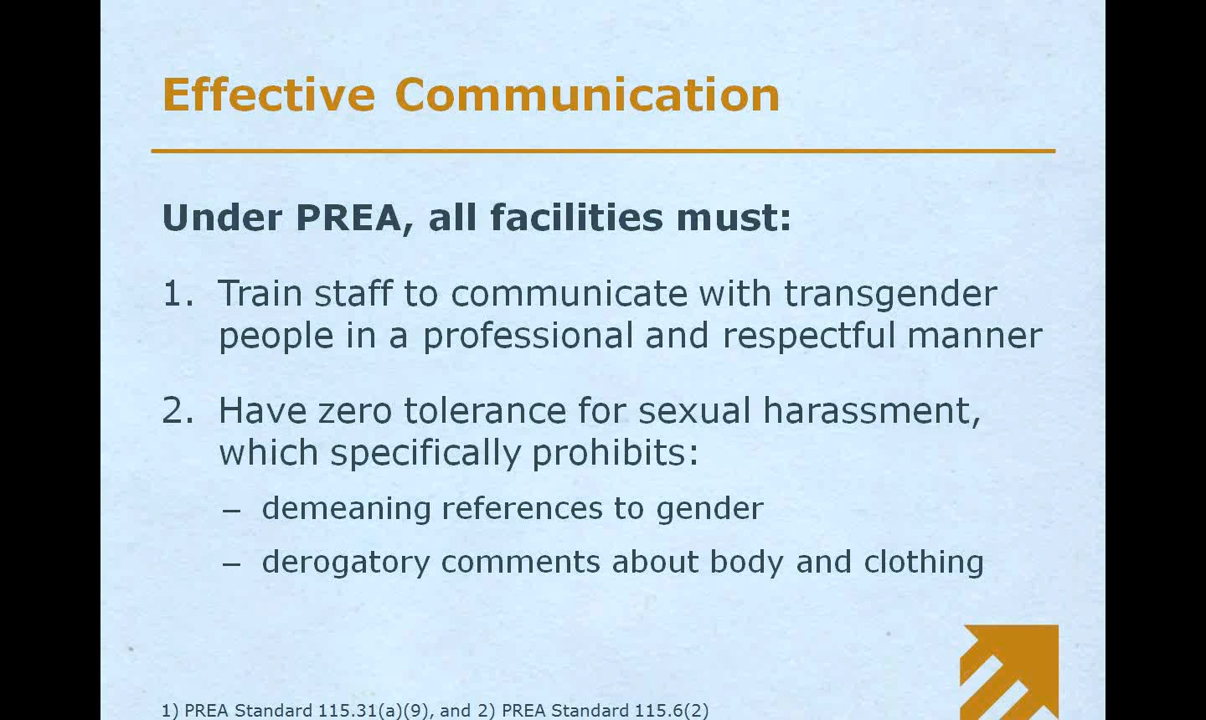 Effective Communication
Under PREA, all facilities must:
1. Train staff to communicate with transgender
people in a professional and respectful manner
2. Have zero tolerance for sexual harassment,
which specifically prohibits:
– demeaning references to gender
– derogatory comments about body and clothing
1) PREA Standard 115.31(a)(9), and 2) PREA Standard 115.6(2)